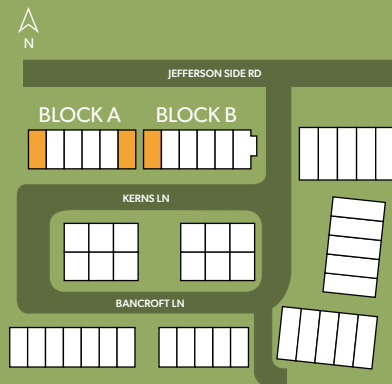 N
JEFFERSON SIDE RD
BLOCK A BLOCK B
KERNS LN
BANCROFT LN